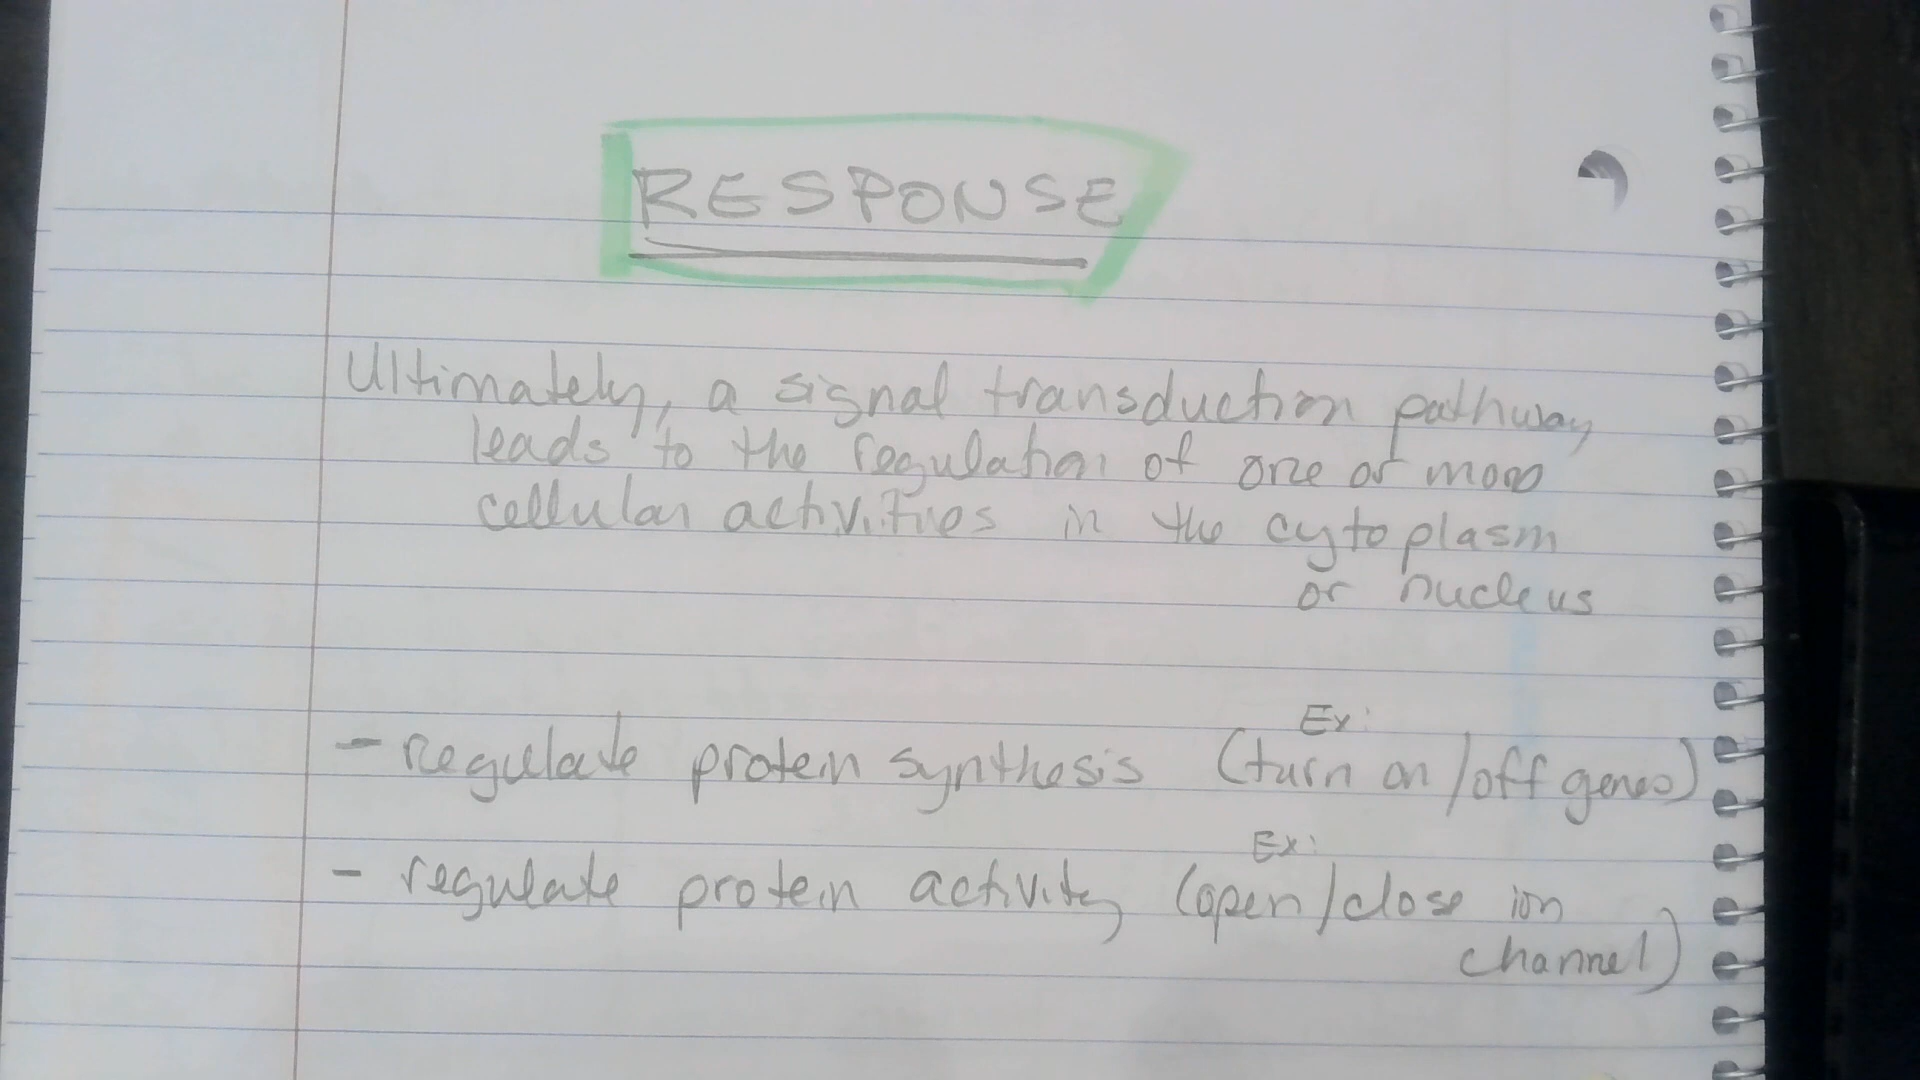 RESPONSE
Ultimately, a signal transduction pathway
leads to the regulation of one or more
cellular activities in the cytoplasm
or nucleus
Ex:
- regulate protein synthesis (turn on/off genes)
Ex:
- regulate protein activity (open/close ion
channel)